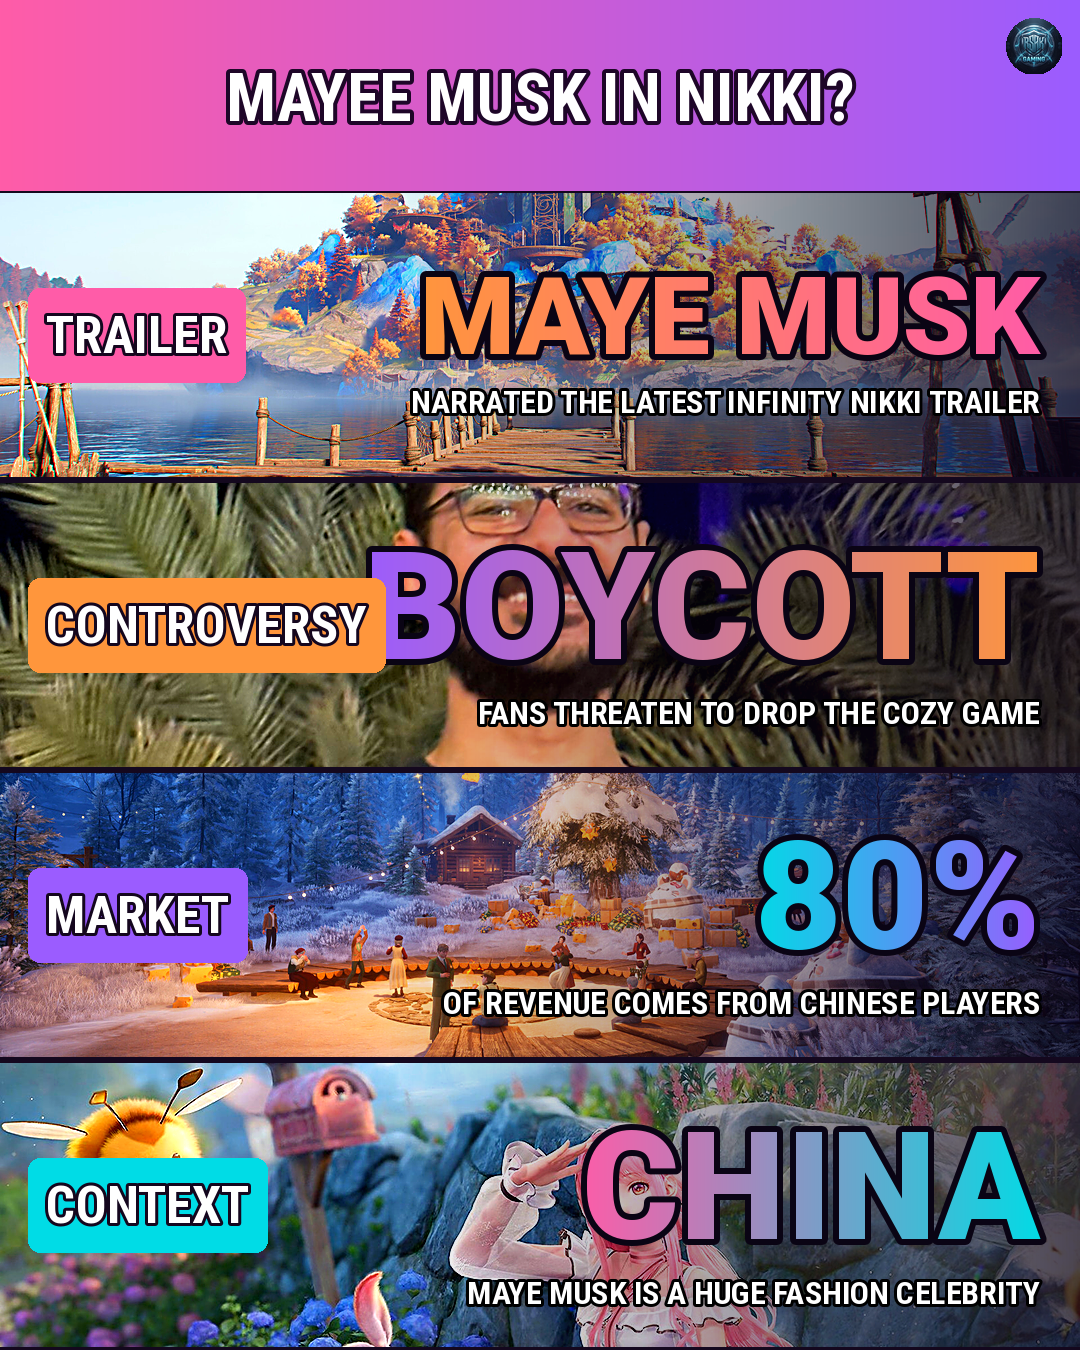 MAYEE MUSK IN NIKKI?
TRAILER
MAYE MUSK
NARRATED THE LATEST INFINITY NIKKI TRAILER
CONTROVERSY
BOYCOTT
FANS THREATEN TO DROP THE COZY GAME
MARKET
80%
OF REVENUE COMES FROM CHINESE PLAYERS
CONTEXT
CHINA
MAYE MUSK IS A HUGE FASHION CELEBRITY
GAMING